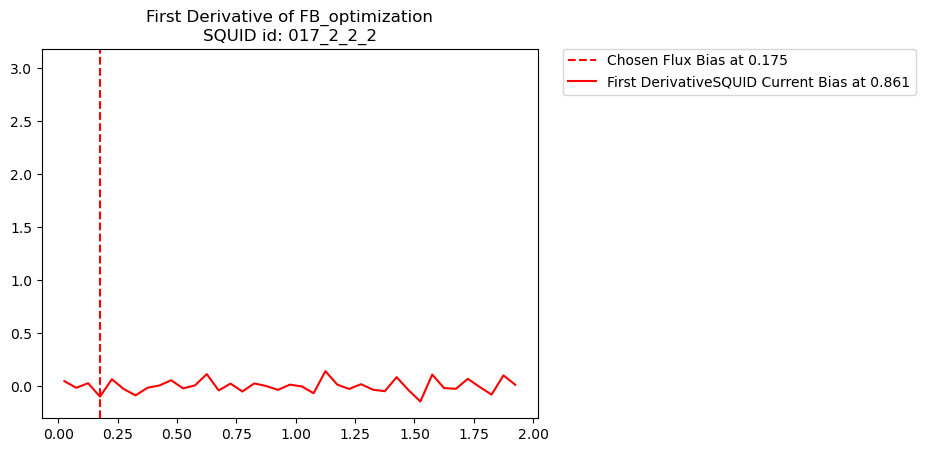 First Derivative of FB_optimization
SQUID id: 017_2_2_2
Chosen Flux Bias at 0.175
First DerivativeSQUID Current Bias at 0.861
3.0
2.5
2.0
1.5
1.0
0.5
0.0
0.00 0.25 0.50 0.75 1.00 1.25 1.50 1.75 2.00